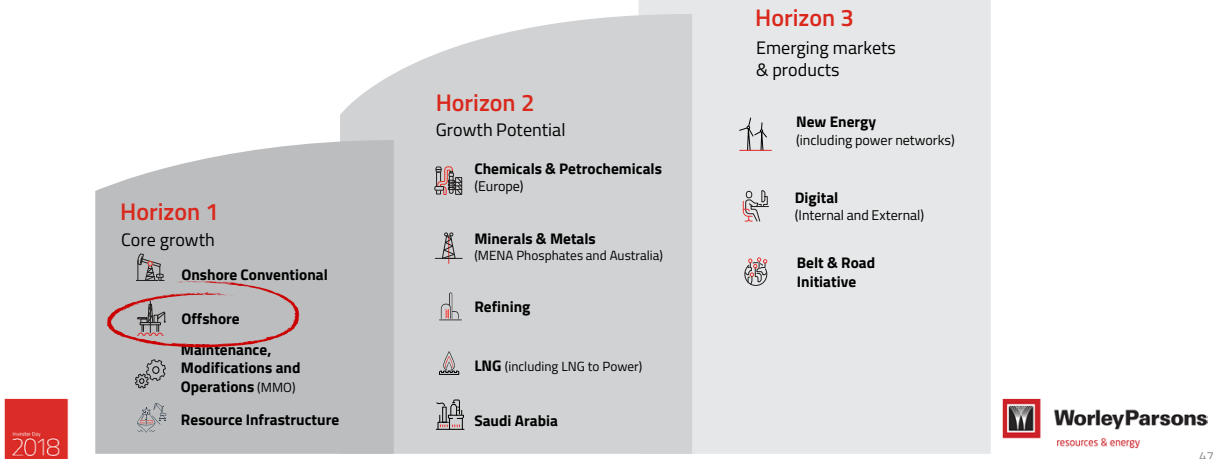 Horizon 1
Core growth
Onshore Conventional
Offshore
Maintenance,
Modifications and
Operations (MMO)
Resource Infrastructure
Horizon 2
Growth Potential
Chemicals & Petrochemicals
(Europe)
Minerals & Metals
(MENA Phosphates and Australia)
Refining
LNG (including LNG to Power)
Saudi Arabia
Horizon 3
Emerging markets
& products
New Energy
(including power networks)
Digital
(Internal and External)
Belt & Road
Initiative
Investor Day
2018
WorleyParsons
resources & energy
47